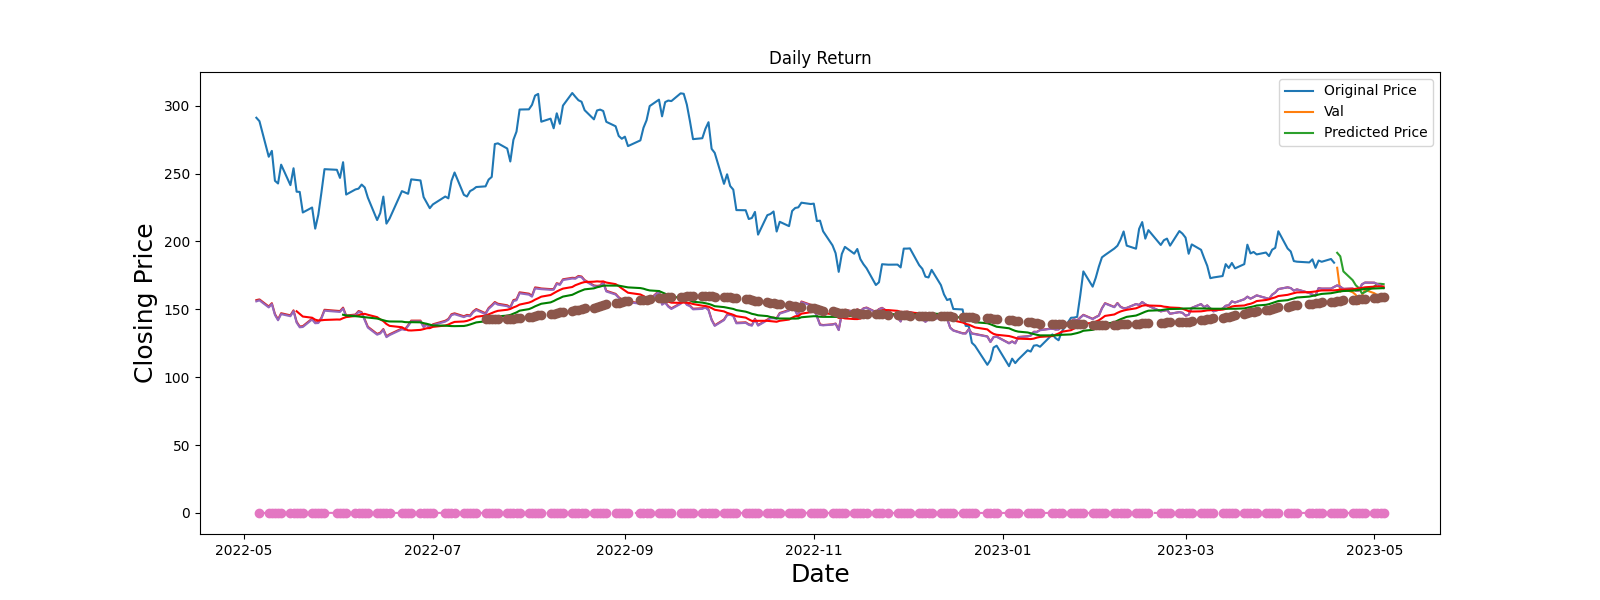 Daily Return
Original Price
Val
Predicted Price
Closing Price
300
250
200
150
100
50
0
2022-05 2022-07 2022-09 2022-11 2023-01 2023-03 2023-05
Date